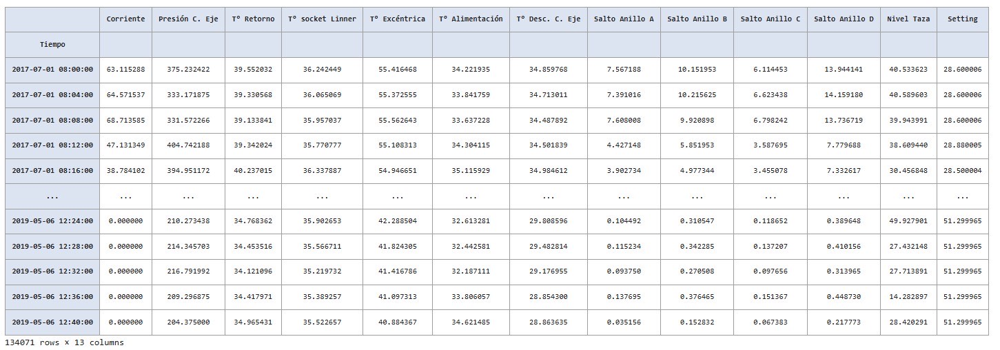 Corriente Presión C. Eje Tº Retorno Tº socket Linner Tº Excéntrica Tº Alimentación Tº Desc. C. Eje Salto Anillo A Salto Anillo B Salto Anillo C Salto Anillo D Nivel Taza Setting
Tiempo
2017-07-01 08:00:00 63.115288 375.232422 39.552032 36.242449 55.416468 34.221935 34.859768 7.567188 10.151953 6.114453 13.944141 40.533623 28.600006
2017-07-01 08:04:00 64.571537 333.171875 39.330568 36.065069 55.372555 33.841759 34.713011 7.391016 10.215625 6.623438 14.159180 40.589603 28.600006
2017-07-01 08:08:00 68.713585 331.572266 39.133841 35.957037 55.562643 33.637228 34.487892 7.608008 9.920898 6.798242 13.736719 39.943991 28.600006
2017-07-01 08:12:00 47.131349 404.742188 39.342024 35.770777 55.108313 34.304115 34.501839 4.427148 5.851953 3.587695 7.779688 38.609440 28.880005
2017-07-01 08:16:00 38.784102 394.951172 40.237015 36.337887 54.946651 35.115929 34.984612 3.902734 4.977344 3.455078 7.332617 30.456848 28.500004
... ... ... ... ... ... ... ... ... ... ... ... ... ...
2019-05-06 12:24:00 0.000000 210.273438 34.768362 35.902653 42.288504 32.613281 29.808596 0.104492 0.310547 0.118652 0.389648 49.927901 51.299965
2019-05-06 12:28:00 0.000000 214.345703 34.453516 35.566711 41.824305 32.442581 29.482814 0.115234 0.342285 0.137207 0.410156 27.432148 51.299965
2019-05-06 12:32:00 0.000000 216.791992 34.121096 35.219732 41.416786 32.187111 29.176955 0.093750 0.270508 0.097656 0.313965 27.713891 51.299965
2019-05-06 12:36:00 0.000000 209.296875 34.417971 35.389257 41.097313 33.806057 28.854300 0.137695 0.376465 0.151367 0.448730 14.282897 51.299965
2019-05-06 12:40:00 0.000000 204.375000 34.965431 35.522657 40.884367 34.621485 28.863635 0.035156 0.152832 0.067383 0.217773 28.420291 51.299965
134071 rows × 13 columns